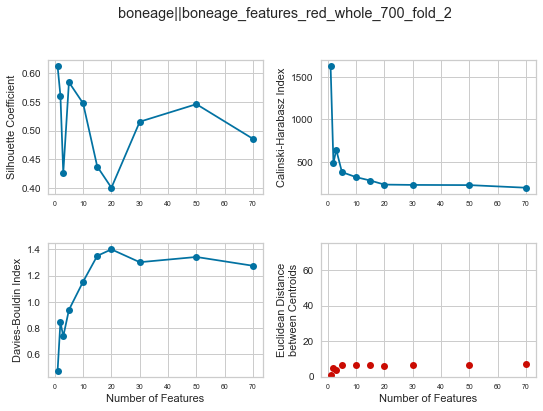 boneage||boneage_features_red_whole_700_fold_2
Silhouette Coefficient
0.60
0.55
0.50
0.45
0.40
0 10 20 30 40 50 60 70
Calinski-Harabasz Index
1500
1000
500
0 10 20 30 40 50 60 70
Davies-Bouldin Index
1.4
1.2
1.0
0.8
0.6
0 10 20 30 40 50 60 70
Number of Features
Euclidean Distance
between Centroids
60
40
20
0
0 10 20 30 40 50 60 70
Number of Features